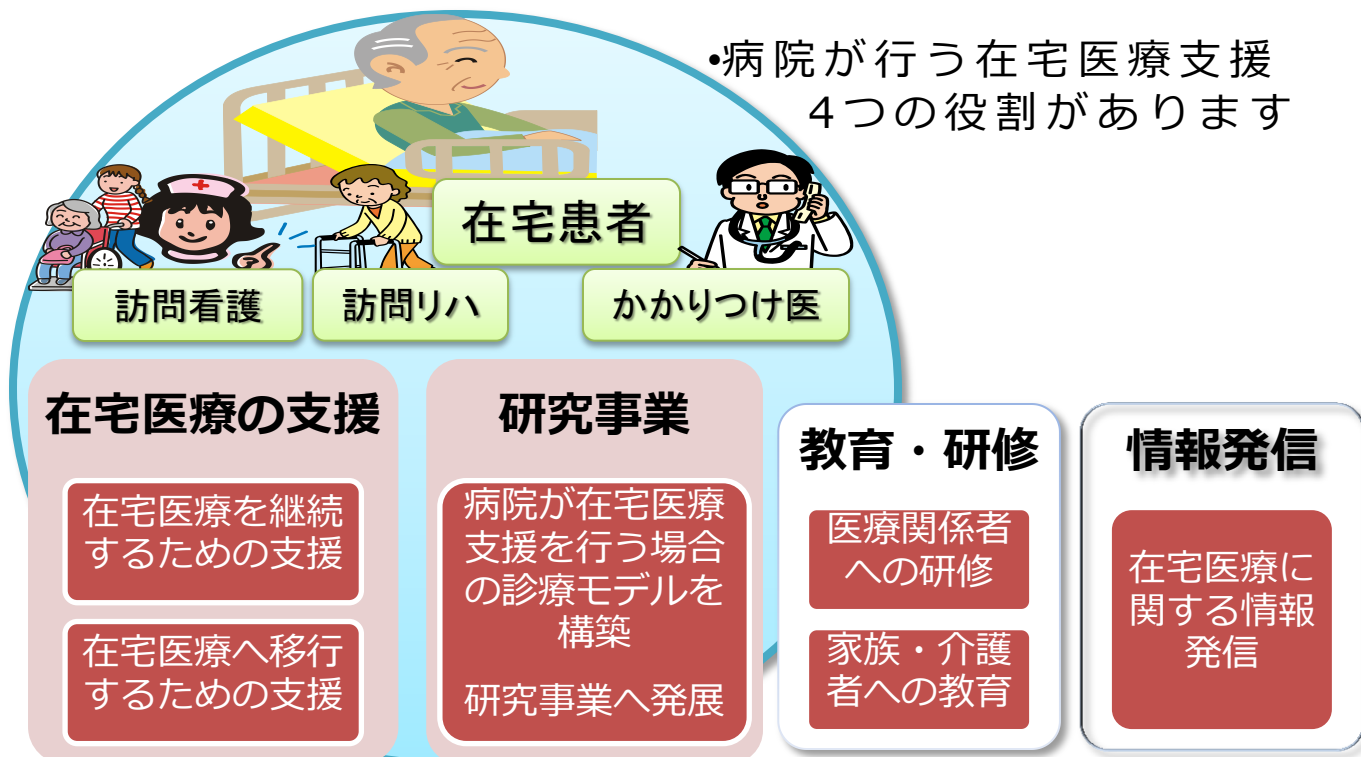 •病院が行う在宅医療支援
4つの役割があります
在宅患者
訪問看護
訪問リハ
かかりつけ医
在宅医療の支援
在宅医療を継続
するための支援
在宅医療へ移行
するための支援
研究事業
病院が在宅医療
支援を行う場合
の診療モデルを
構築
研究事業へ発展
教育・研修
医療関係者
への研修
家族・介護
者への教育
情報発信
在宅医療に
関する情報
発信